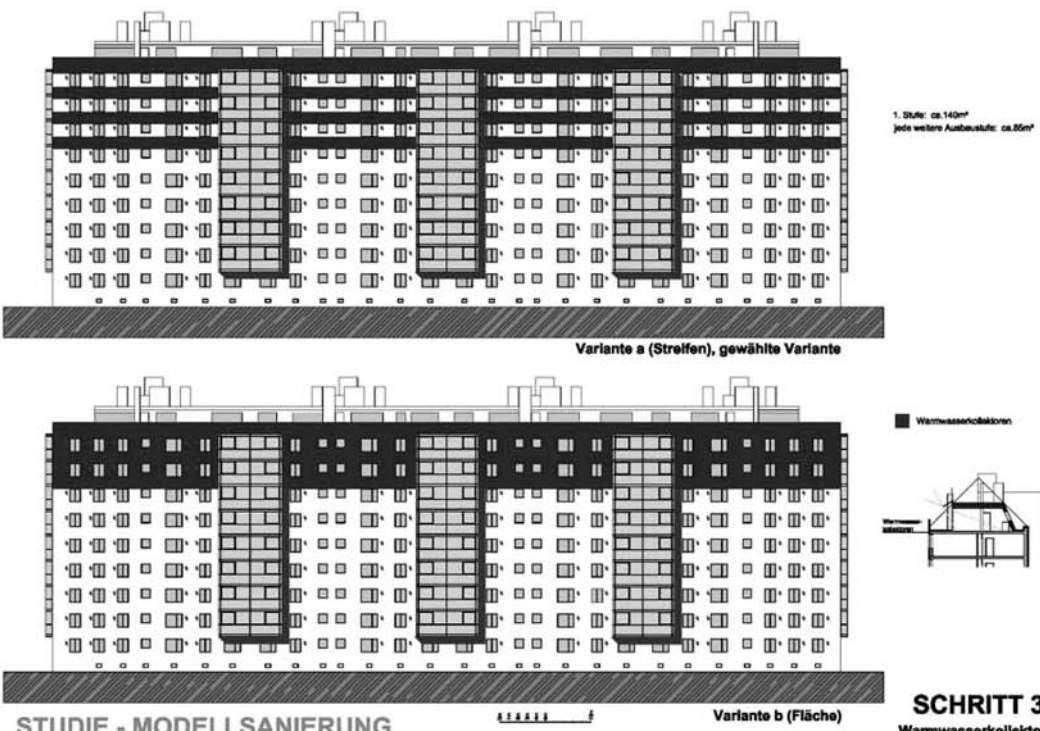 1. Stufe: ca.140m²
jede weitere Ausbaustufe: ca.85m²
Variante a (Streifen), gewählte Variante
Warmwasserkollektoren
Variante b (Fläche)
SCHRITT 3
STUDIE - MODELLSANIERUNG